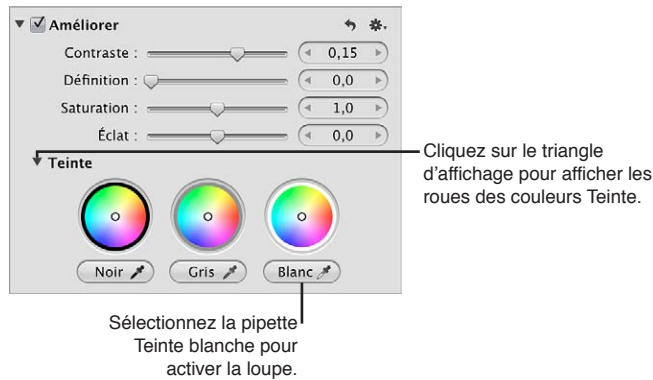 Améliorer
Contraste : 0,15
Définition : 0,0
Saturation : 1,0
Éclat : 0,0
Teinte
Noir Gris Blanc
Cliquez sur le triangle
d’affichage pour afficher les
roues des couleurs Teinte.
Sélectionnez la pipette
Teinte blanche pour
activer la loupe.